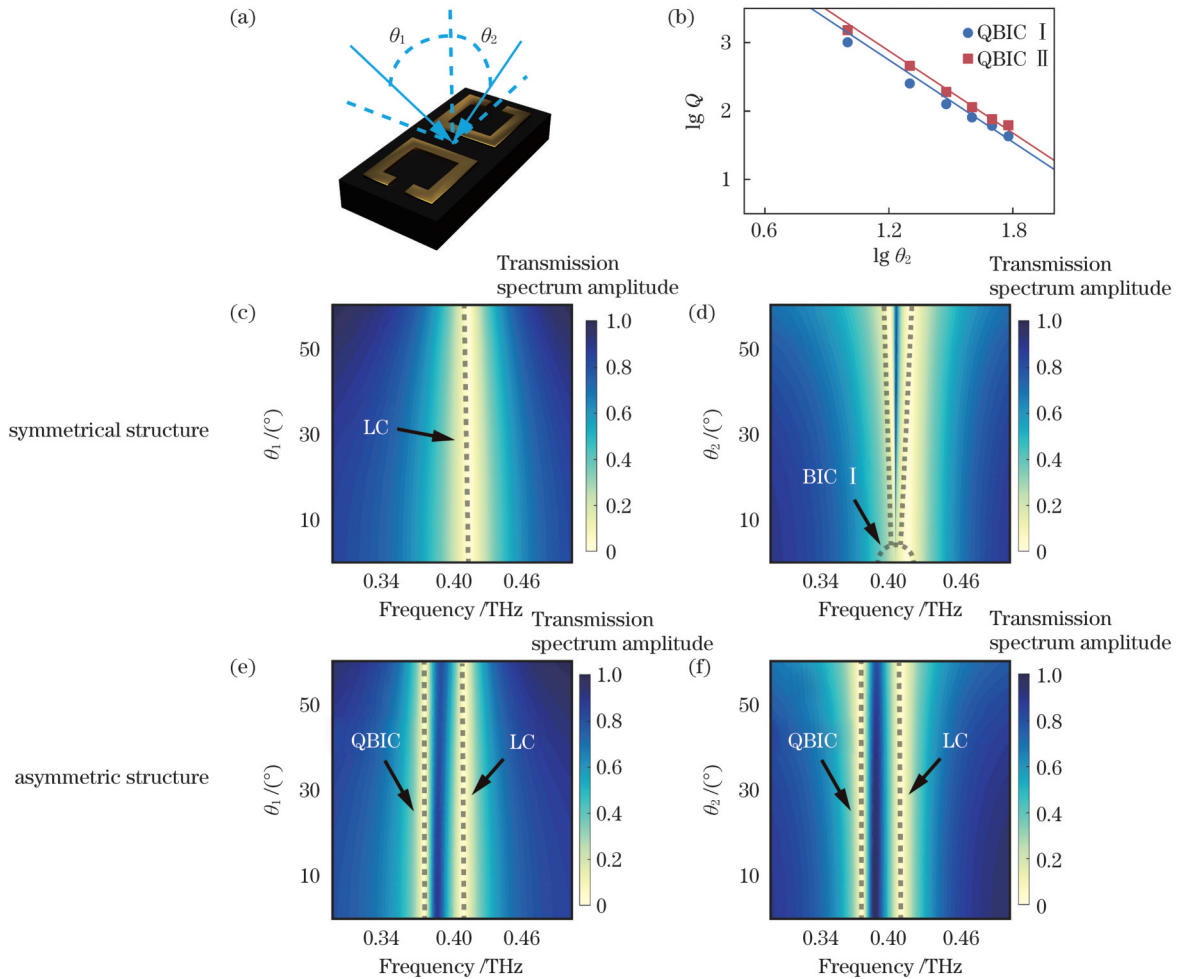 (a)
θ1
θ2
(b)
QBIC Ⅰ
QBIC Ⅱ
lg Q
3
2
1
0.6
1.2
1.8
lg θ2
symmetrical structure
(c)
Transmission
spectrum amplitude
θ1 /(°)
50
30
10
LC
0.34
0.40
0.46
Frequency /THz
1.0
0.8
0.6
0.4
0.2
0
(d)
Transmission
spectrum amplitude
θ2 /(°)
50
30
10
BIC Ⅰ
0.34
0.40
0.46
Frequency /THz
1.0
0.8
0.6
0.4
0.2
0
asymmetric structure
(e)
Transmission
spectrum amplitude
θ1 /(°)
50
30
10
QBIC
LC
0.34
0.40
0.46
Frequency /THz
1.0
0.8
0.6
0.4
0.2
0
(f)
Transmission
spectrum amplitude
θ2 /(°)
50
30
10
QBIC
LC
0.34
0.40
0.46
Frequency /THz
1.0
0.8
0.6
0.4
0.2
0